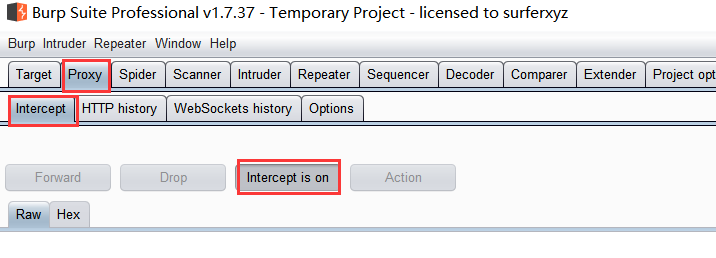 Burp Suite Professional v1.7.37 - Temporary Project - licensed to surferxyz
Burp Intruder Repeater Window Help
Target Proxy Spider Scanner Intruder Repeater Sequencer Decoder Comparer Extender Project opt
Intercept HTTP history WebSockets history Options
Forward Drop Intercept is on Action
Raw Hex